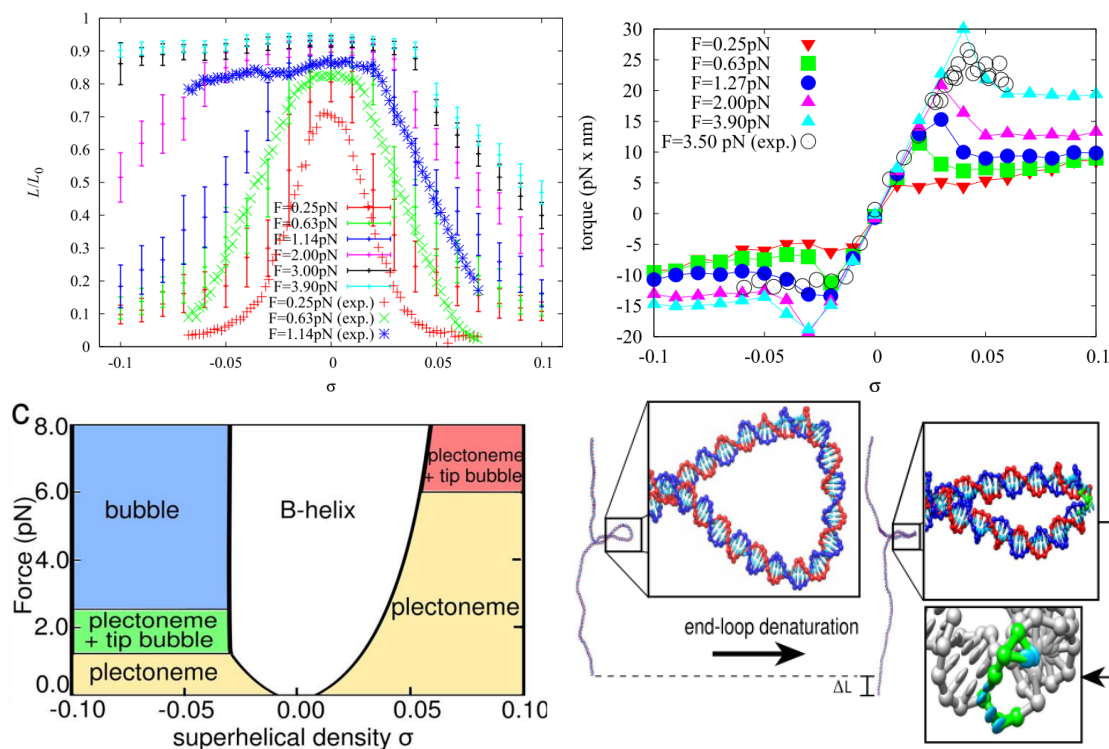 1
0.9
0.8
0.7
0.6
0.5
0.4
0.3
0.2
0.1
0
L/L0
F=0.25pN
F=0.63pN
F=1.14pN
F=2.00pN
F=3.00pN
F=3.90pN
F=0.25pN (exp.)
F=0.63pN (exp.)
F=1.14pN (exp.)
-0.1 -0.05 0 0.05 0.1
σ
30
25
20
15
10
5
0
-5
-10
-15
-20
torque (pN x nm)
F=0.25pN
F=0.63pN
F=1.27pN
F=2.00pN
F=3.90pN
F=3.50 pN (exp.)
-0.1 -0.05 0 0.05 0.1
σ
C
8.0
6.0
4.0
2.0
0.0
Force (pN)
bubble
B-helix
plectoneme
+ tip bubble
plectoneme
plectoneme
+ tip bubble
plectoneme
-0.10 -0.05 0.00 0.05 0.10
superhelical density σ
end-loop denaturation
ΔL